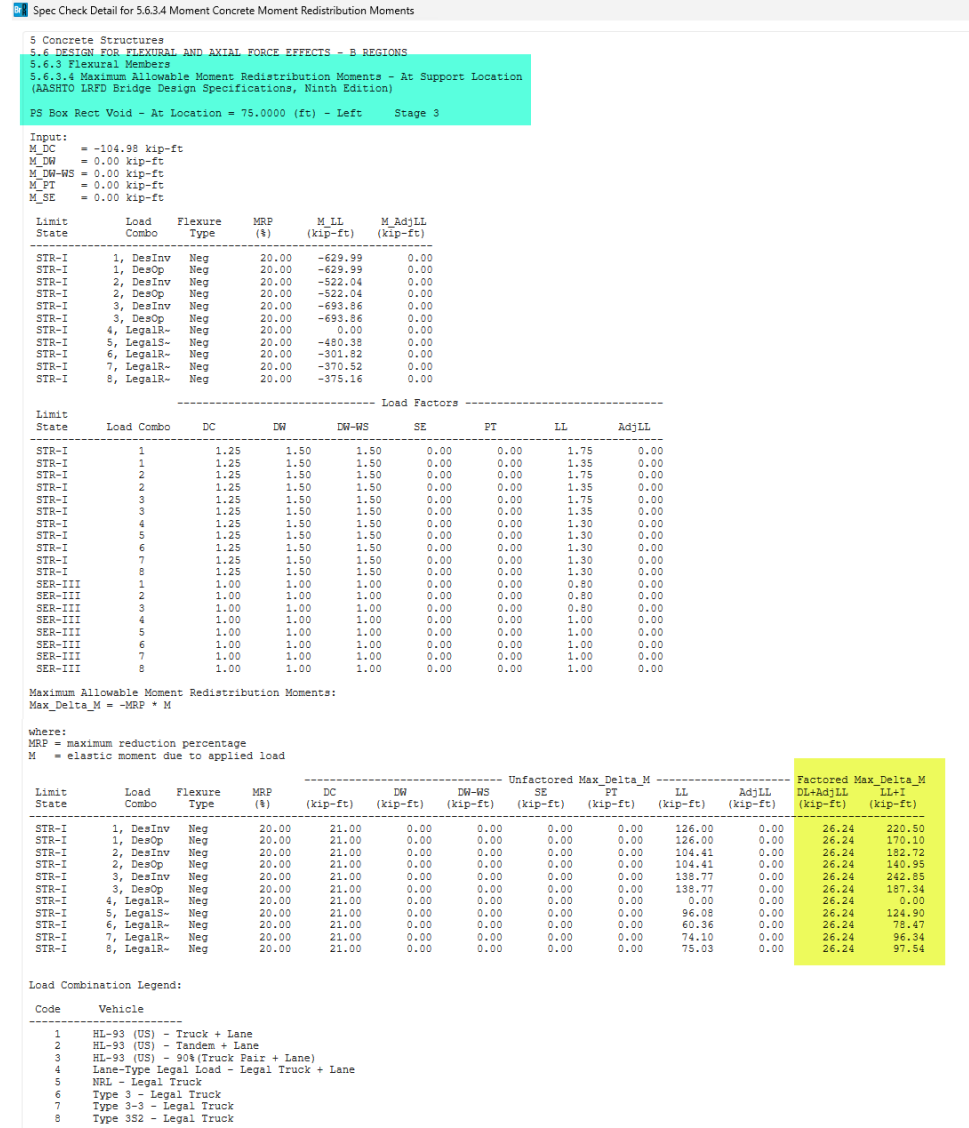 Br Spec Check Detail for 5.6.3.4 Moment Concrete Moment Redistribution Moments
5 Concrete Structures
5.6 DESIGN FOR FLEXURAL AND AXIAL FORCE EFFECTS - B REGIONS
5.6.3 Flexural Members
5.6.3.4 Maximum Allowable Moment Redistribution Moments - At Support Location
(AASHTO LRFD Bridge Design Specifications, Ninth Edition)
PS Box Rect Void - At Location = 75.0000 (ft) - Left Stage 3
Input:
M_DC = -104.98 kip-ft
M_DW = 0.00 kip-ft
M_DW-WS = 0.00 kip-ft
M_PT = 0.00 kip-ft
M_SE = 0.00 kip-ft
Limit Load Flexure MRP M_LL M_AdjLL
State Combo Type (%) (kip-ft) (kip-ft)
STR-I 1, DesInv Neg 20.00 -629.99 0.00
STR-I 1, DesOp Neg 20.00 -629.99 0.00
STR-I 2, DesInv Neg 20.00 -522.04 0.00
STR-I 2, DesOp Neg 20.00 -522.04 0.00
STR-I 3, DesInv Neg 20.00 -693.86 0.00
STR-I 3, DesOp Neg 20.00 -693.86 0.00
STR-I 4, LegalR~ Neg 20.00 0.00 0.00
STR-I 5, LegalS~ Neg 20.00 -480.38 0.00
STR-I 6, LegalR~ Neg 20.00 -301.82 0.00
STR-I 7, LegalR~ Neg 20.00 -370.52 0.00
STR-I 8, LegalR~ Neg 20.00 -375.16 0.00
Load Factors
Limit
State Load Combo DC DW DW-WS SE PT LL AdjLL
STR-I 1 1.25 1.50 1.50 0.00 0.00 1.75 0.00
STR-I 1 1.25 1.50 1.50 0.00 0.00 1.35 0.00
STR-I 2 1.25 1.50 1.50 0.00 0.00 1.75 0.00
STR-I 2 1.25 1.50 1.50 0.00 0.00 1.35 0.00
STR-I 3 1.25 1.50 1.50 0.00 0.00 1.75 0.00
STR-I 3 1.25 1.50 1.50 0.00 0.00 1.35 0.00
STR-I 4 1.25 1.50 1.50 0.00 0.00 1.30 0.00
STR-I 5 1.25 1.50 1.50 0.00 0.00 1.30 0.00
STR-I 6 1.25 1.50 1.50 0.00 0.00 1.30 0.00
STR-I 7 1.25 1.50 1.50 0.00 0.00 1.30 0.00
STR-I 8 1.25 1.50 1.50 0.00 0.00 1.30 0.00
SER-III 1 1.00 1.00 1.00 0.00 0.00 0.80 0.00
SER-III 2 1.00 1.00 1.00 0.00 0.00 0.80 0.00
SER-III 3 1.00 1.00 1.00 0.00 0.00 0.80 0.00
SER-III 4 1.00 1.00 1.00 0.00 0.00 1.00 0.00
SER-III 5 1.00 1.00 1.00 0.00 0.00 1.00 0.00
SER-III 6 1.00 1.00 1.00 0.00 0.00 1.00 0.00
SER-III 7 1.00 1.00 1.00 0.00 0.00 1.00 0.00
SER-III 8 1.00 1.00 1.00 0.00 0.00 1.00 0.00
Maximum Allowable Moment Redistribution Moments:
Max_Delta_M = -MRP * M
where:
MRP = maximum reduction percentage
M = elastic moment due to applied load
Unfactored Max_Delta_M Factored Max_Delta_M
Limit Load Flexure MRP DC DW DW-WS SE PT LL AdjLL DL+AdjLL LL+I
State Combo Type (%) (kip-ft) (kip-ft) (kip-ft) (kip-ft) (kip-ft) (kip-ft) (kip-ft) (kip-ft) (kip-ft)
STR-I 1, DesInv Neg 20.00 21.00 0.00 0.00 0.00 0.00 126.00 0.00 26.24 220.50
STR-I 1, DesOp Neg 20.00 21.00 0.00 0.00 0.00 0.00 126.00 0.00 26.24 170.10
STR-I 2, DesInv Neg 20.00 21.00 0.00 0.00 0.00 0.00 104.41 0.00 26.24 182.72
STR-I 2, DesOp Neg 20.00 21.00 0.00 0.00 0.00 0.00 104.41 0.00 26.24 140.95
STR-I 3, DesInv Neg 20.00 21.00 0.00 0.00 0.00 0.00 138.77 0.00 26.24 242.85
STR-I 3, DesOp Neg 20.00 21.00 0.00 0.00 0.00 0.00 138.77 0.00 26.24 187.34
STR-I 4, LegalR~ Neg 20.00 21.00 0.00 0.00 0.00 0.00 0.00 0.00 26.24 0.00
STR-I 5, LegalS~ Neg 20.00 21.00 0.00 0.00 0.00 0.00 96.08 0.00 26.24 124.90
STR-I 6, LegalR~ Neg 20.00 21.00 0.00 0.00 0.00 0.00 60.36 0.00 26.24 78.47
STR-I 7, LegalR~ Neg 20.00 21.00 0.00 0.00 0.00 0.00 74.10 0.00 26.24 96.34
STR-I 8, LegalR~ Neg 20.00 21.00 0.00 0.00 0.00 0.00 75.03 0.00 26.24 97.54
Load Combination Legend:
Code Vehicle
1 HL-93 (US) - Truck + Lane
2 HL-93 (US) - Tandem + Lane
3 HL-93 (US) - 90%(Truck Pair + Lane)
4 Lane-Type Legal Load - Legal Truck + Lane
5 NRL - Legal Truck
6 Type 3 - Legal Truck
7 Type 3-3 - Legal Truck
8 Type 3S2 - Legal Truck